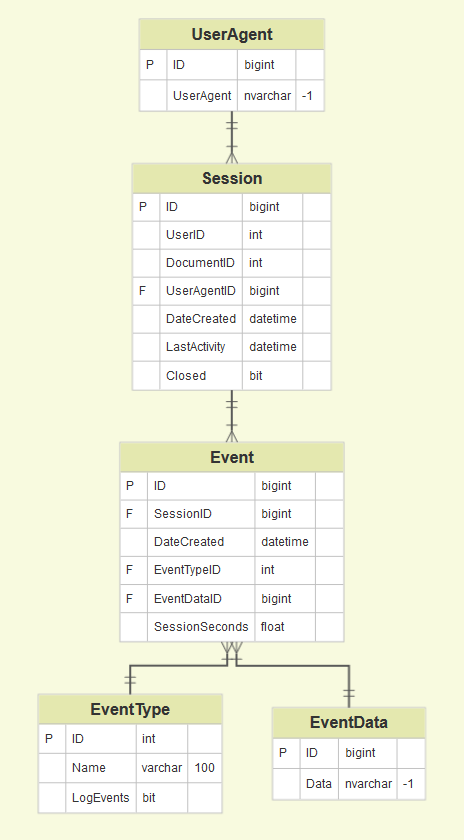 UserAgent
P ID bigint
UserAgent nvarchar -1
Session
P ID bigint
UserID int
DocumentID int
F UserAgentID bigint
DateCreated datetime
LastActivity datetime
Closed bit
Event
P ID bigint
F SessionID bigint
DateCreated datetime
F EventTypeID int
F EventDataID bigint
SessionSeconds float
EventType
P ID int
Name varchar 100
LogEvents bit
EventData
P ID bigint
Data nvarchar -1